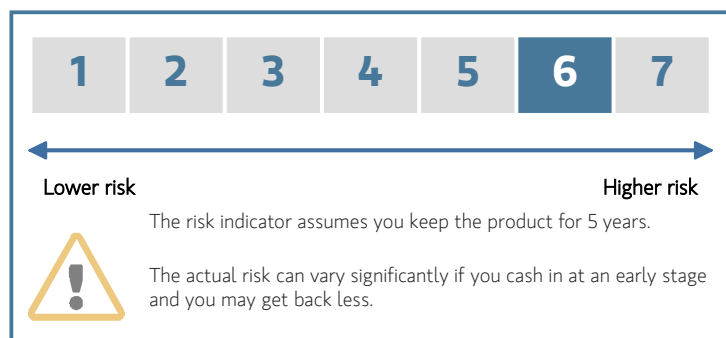 1 2 3 4 5 6 7
Lower risk Higher risk
The risk indicator assumes you keep the product for 5 years.
The actual risk can vary significantly if you cash in at an early stage
and you may get back less.